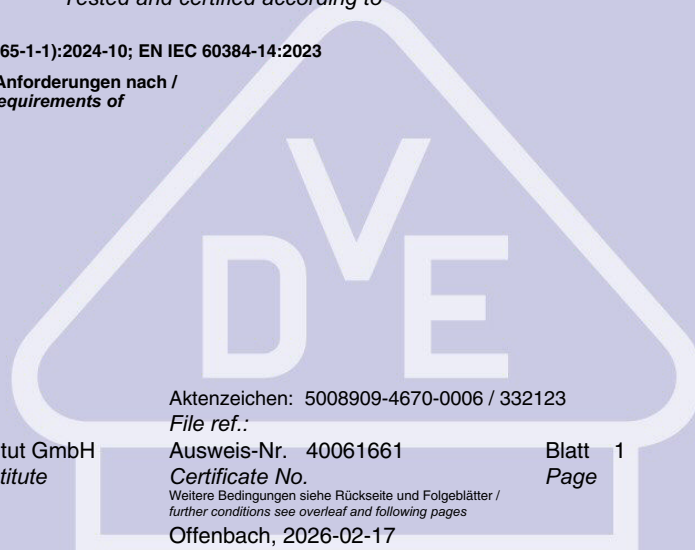 Tested and certified according to
65-1-1):2024-10; EN IEC 60384-14:2023
Anforderungen nach /
equirements of
VDE
Aktenzeichen: 5008909-4670-0006 / 332123
File ref.:
tut GmbH Ausweis-Nr. 40061661 Blatt 1
titute Certificate No. Page
Weitere Bedingungen siehe Rückseite und Folgeblätter /
further conditions see overleaf and following pages
Offenbach, 2026-02-17